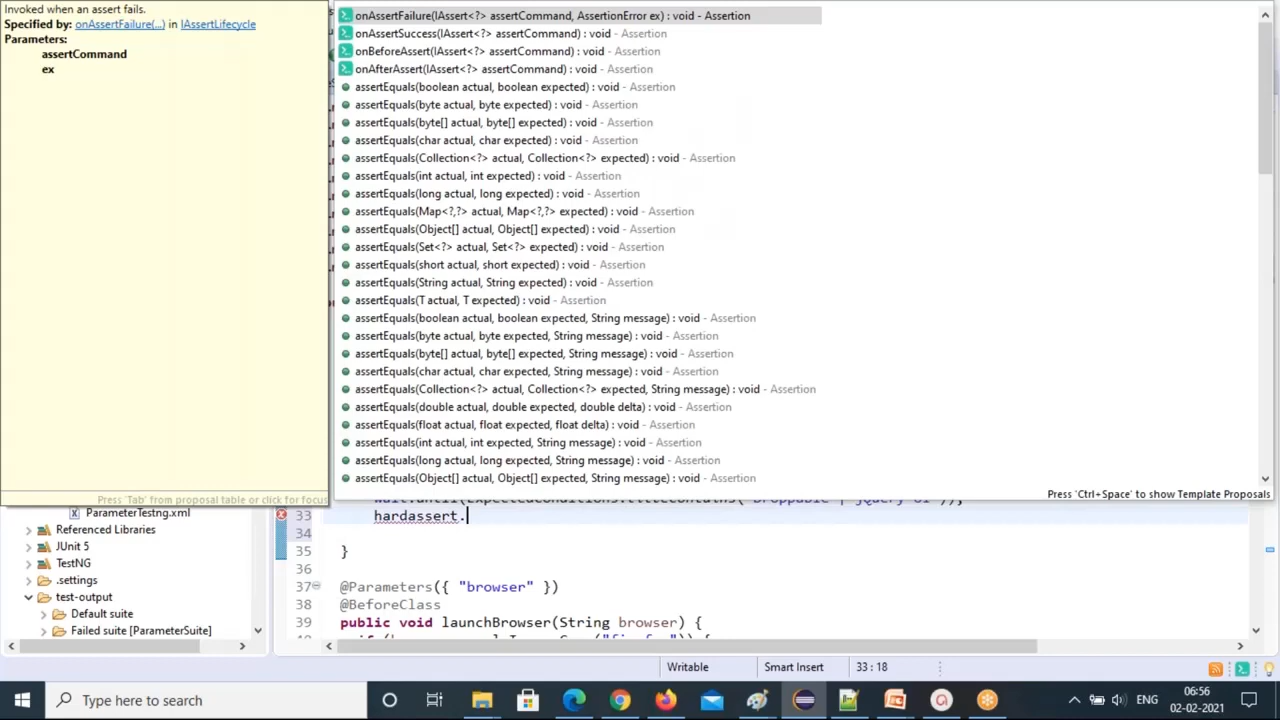 Invoked when an assert fails.
Specified by: onAssertFailure(...) in IAssertLifecycle
Parameters:
assertCommand
ex
Press 'Tab' from proposal table or click for focus
onAssertFailure(IAssert<?> assertCommand, AssertionError ex) : void - Assertion
onAssertSuccess(IAssert<?> assertCommand) : void - Assertion
onBeforeAssert(IAssert<?> assertCommand) : void - Assertion
onAfterAssert(IAssert<?> assertCommand) : void - Assertion
assertEquals(boolean actual, boolean expected) : void - Assertion
assertEquals(byte actual, byte expected) : void - Assertion
assertEquals(byte[] actual, byte[] expected) : void - Assertion
assertEquals(char actual, char expected) : void - Assertion
assertEquals(Collection<?> actual, Collection<?> expected) : void - Assertion
assertEquals(int actual, int expected) : void - Assertion
assertEquals(long actual, long expected) : void - Assertion
assertEquals(Map<?,?> actual, Map<?,?> expected) : void - Assertion
assertEquals(Object[] actual, Object[] expected) : void - Assertion
assertEquals(Set<?> actual, Set<?> expected) : void - Assertion
assertEquals(short actual, short expected) : void - Assertion
assertEquals(String actual, String expected) : void - Assertion
assertEquals(T actual, T expected) : void - Assertion
assertEquals(boolean actual, boolean expected, String message) : void - Assertion
assertEquals(byte actual, byte expected, String message) : void - Assertion
assertEquals(byte[] actual, byte[] expected, String message) : void - Assertion
assertEquals(char actual, char expected, String message) : void - Assertion
assertEquals(Collection<?> actual, Collection<?> expected, String message) : void - Assertion
assertEquals(double actual, double expected, double delta) : void - Assertion
assertEquals(float actual, float expected, float delta) : void - Assertion
assertEquals(int actual, int expected, String message) : void - Assertion
assertEquals(long actual, long expected, String message) : void - Assertion
assertEquals(Object[] actual, Object[] expected, String message) : void - Assertion
Press 'Ctrl+Space' to show Template Proposals
ParameterTestng.xml
Referenced Libraries
JUnit 5
TestNG
.settings
test-output
Default suite
Failed suite [ParameterSuite]
33 hardassert.
34
35 }
36
37 @Parameters({ "browser" })
38 @BeforeClass
39 public void launchBrowser(String browser) {
Writable
Smart Insert
33 : 18
Type here to search
ENG
06:56
02-02-2021